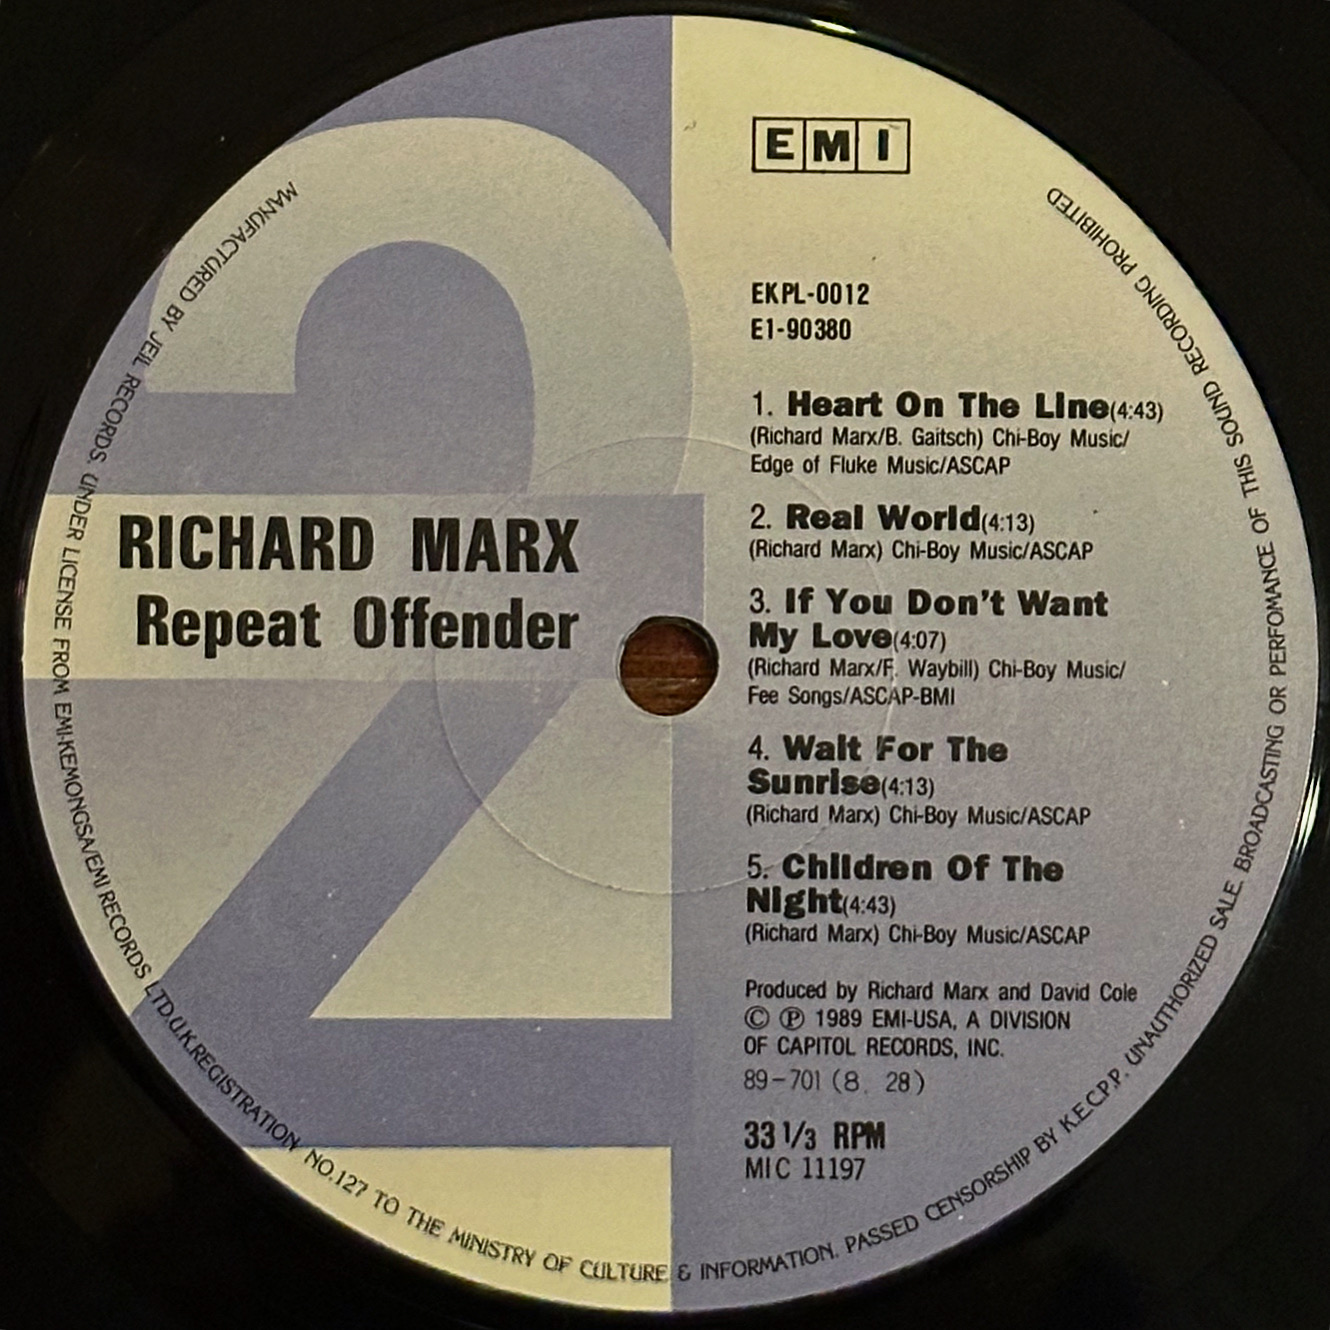 EMI
EKPL-0012
E1-90380
1. Heart On The Line(4:43)
(Richard Marx/B. Gaitsch) Chi-Boy Music/
Edge of Fluke Music/ASCAP
2. Real World(4:13)
(Richard Marx) Chi-Boy Music/ASCAP
3. If You Don't Want
My Love(4:07)
(Richard Marx/F. Waybill) Chi-Boy Music/
Fee Songs/ASCAP-BMI
4. Wait For The
Sunrise(4:13)
(Richard Marx) Chi-Boy Music/ASCAP
5. Children Of The
Night(4:43)
(Richard Marx) Chi-Boy Music/ASCAP
Produced by Richard Marx and David Cole
© ℗ 1989 EMI-USA, A DIVISION
OF CAPITOL RECORDS, INC.
89-701 (8. 28)
33 1/3 RPM
MIC 11197
2
RICHARD MARX
Repeat Offender
MANUFACTURED BY JEIL RECORDS. UNDER LICENSE FROM EMI-KEMONGSA/EMI RECORDS LTD.U.K.REGISTRATION NO.127 TO THE MINISTRY OF CULTURE & INFORMATION. PASSED CENSORSHIP BY K.E.C.P.P. UNAUTHORIZED SALE. BROADCASTING OR PERFOMANCE OF THIS SOUND RECORDING PROHIBITED